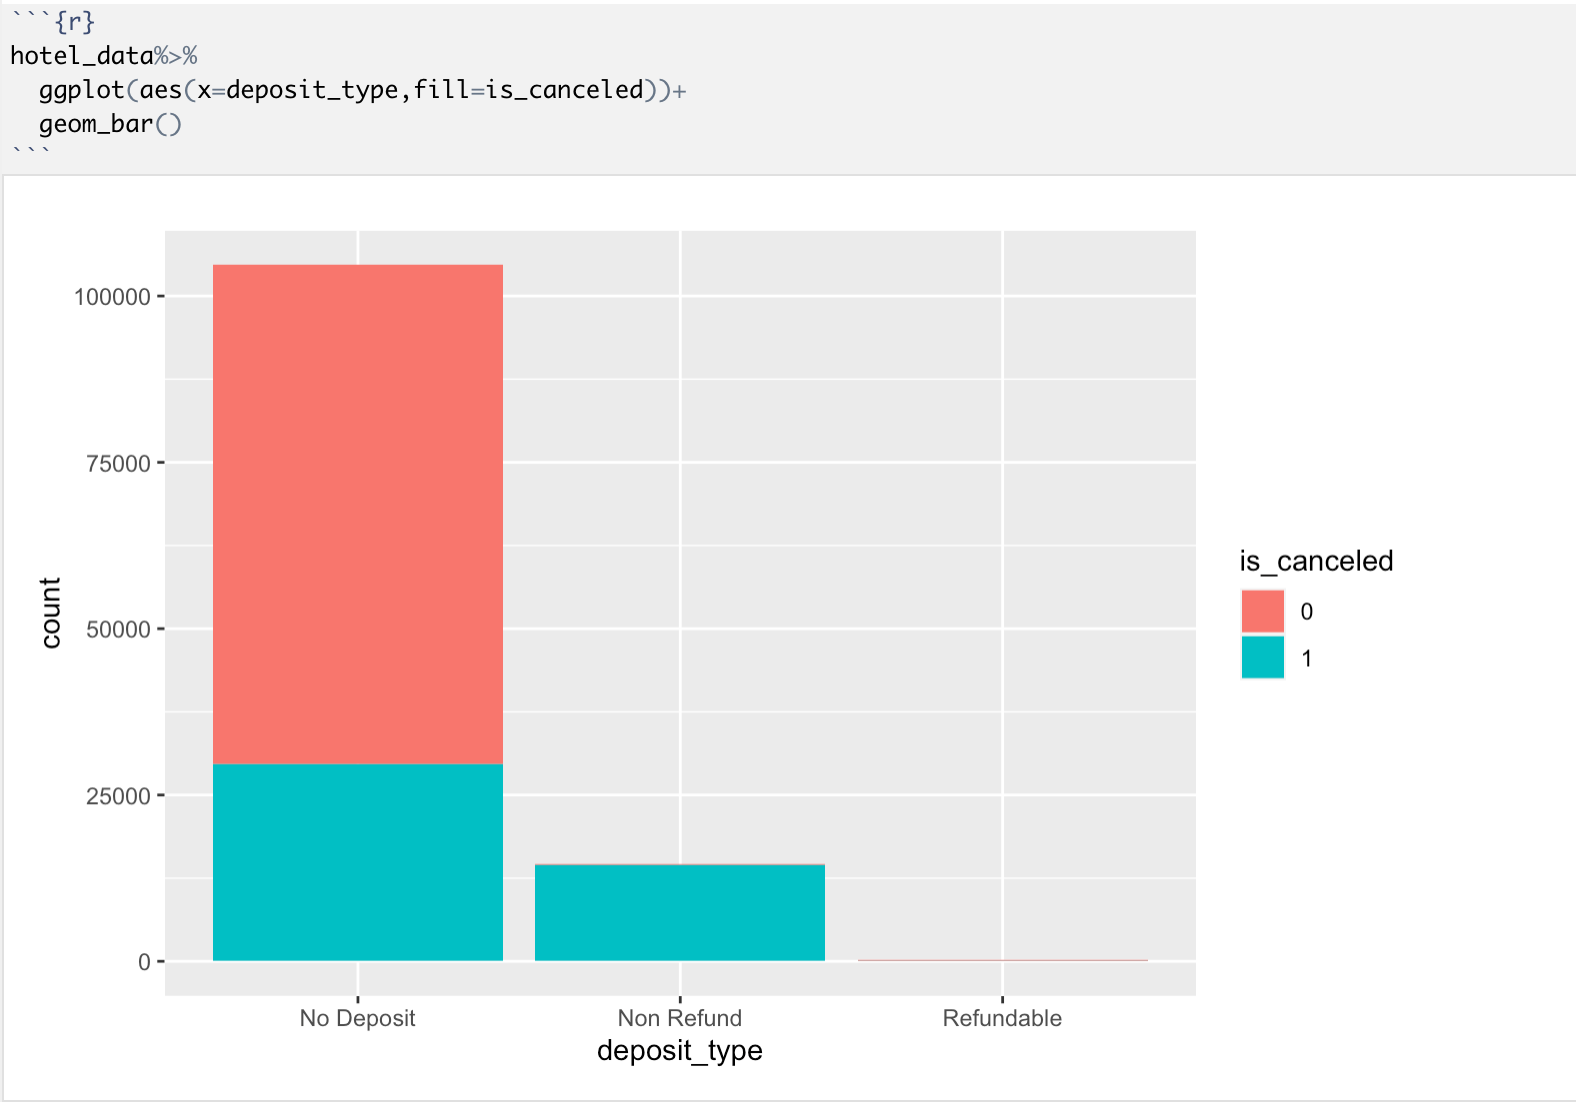 ```{r}
hotel_data%>%
  ggplot(aes(x=deposit_type,fill=is_canceled))+
  geom_bar()
```
100000
75000
50000
25000
0
count
No Deposit
Non Refund
Refundable
deposit_type
is_canceled
0
1